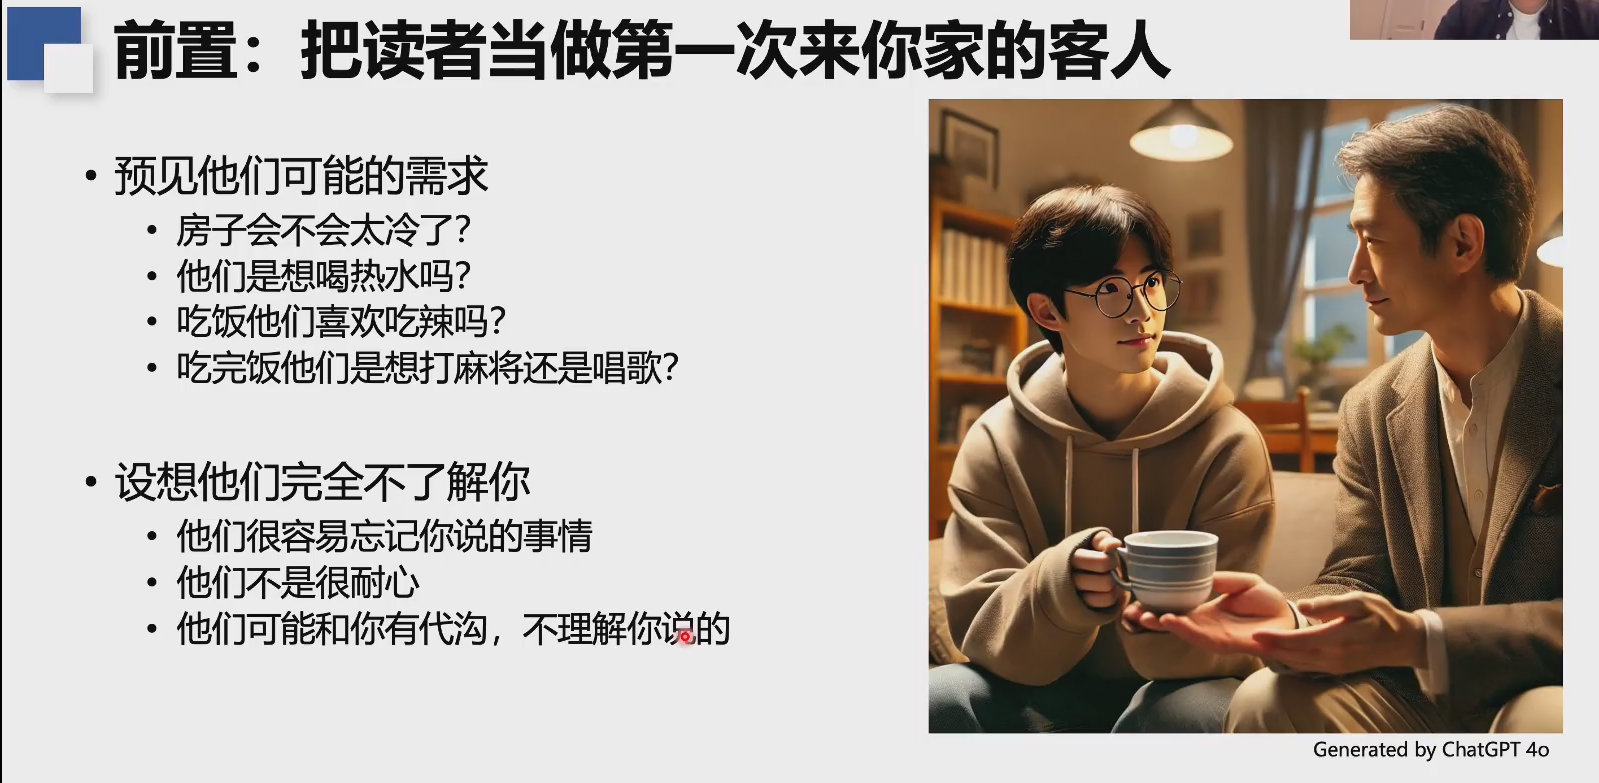 前置：把读者当做第一次来你家的客人
• 预见他们可能的需求
• 房子会不会太冷了？
• 他们是想喝热水吗？
• 吃饭他们喜欢吃辣吗？
• 吃完饭他们是想打麻将还是唱歌？
• 设想他们完全不了解你
• 他们很容易忘记你说的事情
• 他们不是很耐心
• 他们可能和你有代沟，不理解你说的
Generated by ChatGPT 4o